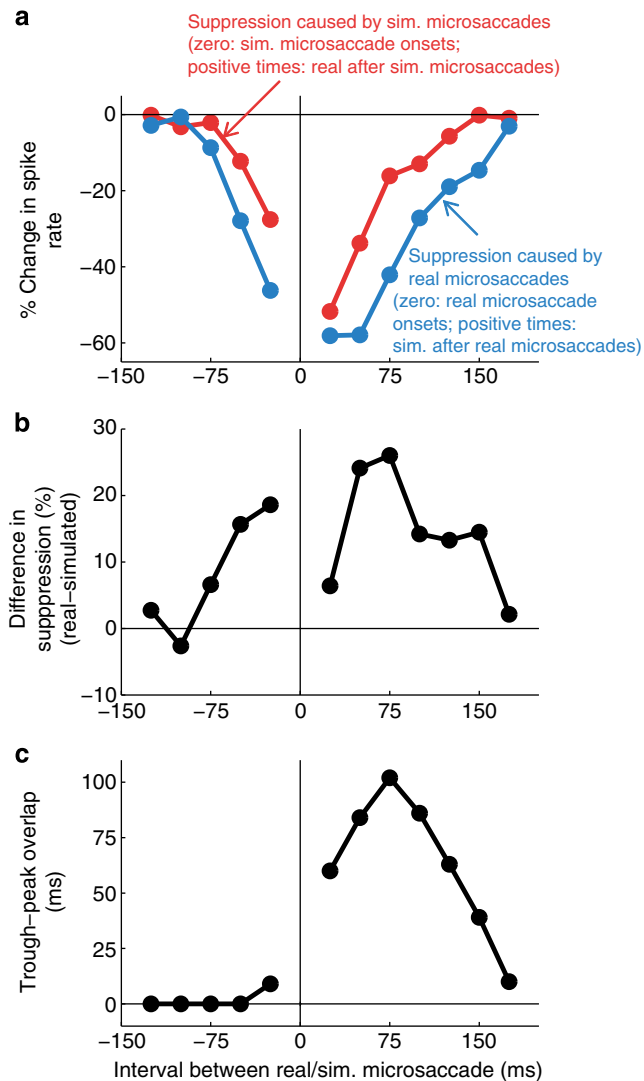 a
Suppression caused by sim. microsaccades
(zero: sim. microsaccade onsets;
positive times: real after sim. microsaccades)
% Change in spike
rate
0
−20
−40
−60
−150
−75
0
75
150
Suppression caused by
real microsaccades
(zero: real microsaccade
onsets; positive times:
sim. after real microsaccades)
b
Difference in
supppression (%)
(real−simulated)
30
20
10
0
−10
−150
−75
0
75
150
c
Trough−peak overlap
(ms)
100
75
50
25
0
−150
−75
0
75
150
Interval between real/sim. microsaccade (ms)